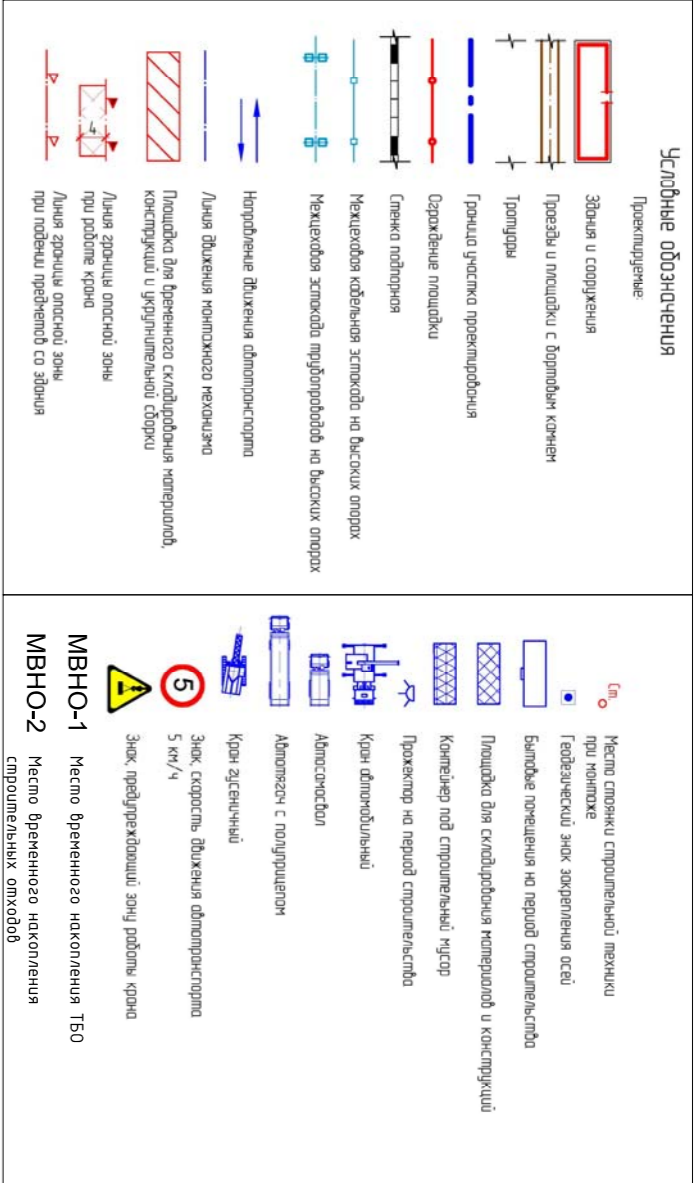 Условные обозначения
Проектируемые:
Здания и сооружения
Проезды и площадки с бортовым камнем
Тротуары
Граница участка проектирования
Ограждение площадки
Стенка подпорная
Межцеховая кабельная эстакада на высоких опорах
Межцеховая эстакада трубопроводов на высоких опорах
Направление движения автотранспорта
Линия движения монтажного механизма
Площадка для временного складирования материалов,
конструкций и укрупнительной сборки
4
Линия границы опасной зоны
при работе крана
Линия границы опасной зоны
при падении предметов со здания
Ст.
Место стоянки строительной техники
при монтаже
Геодезический знак закрепления осей
Бытовые помещения на период строительства
Площадка для складирования материалов и конструкций
Контейнер под строительный мусор
Прожектор на период строительства
Кран автомобильный
Автосамосвал
Автотягач с полуприцепом
Кран гусеничный
5
Знак, скорость движения автотранспорта
5 км/ч
Знак, предупреждающий зону работы крана
МВНО-1 Место временного накопления ТБО
МВНО-2 Место временного накопления
строительных отходов